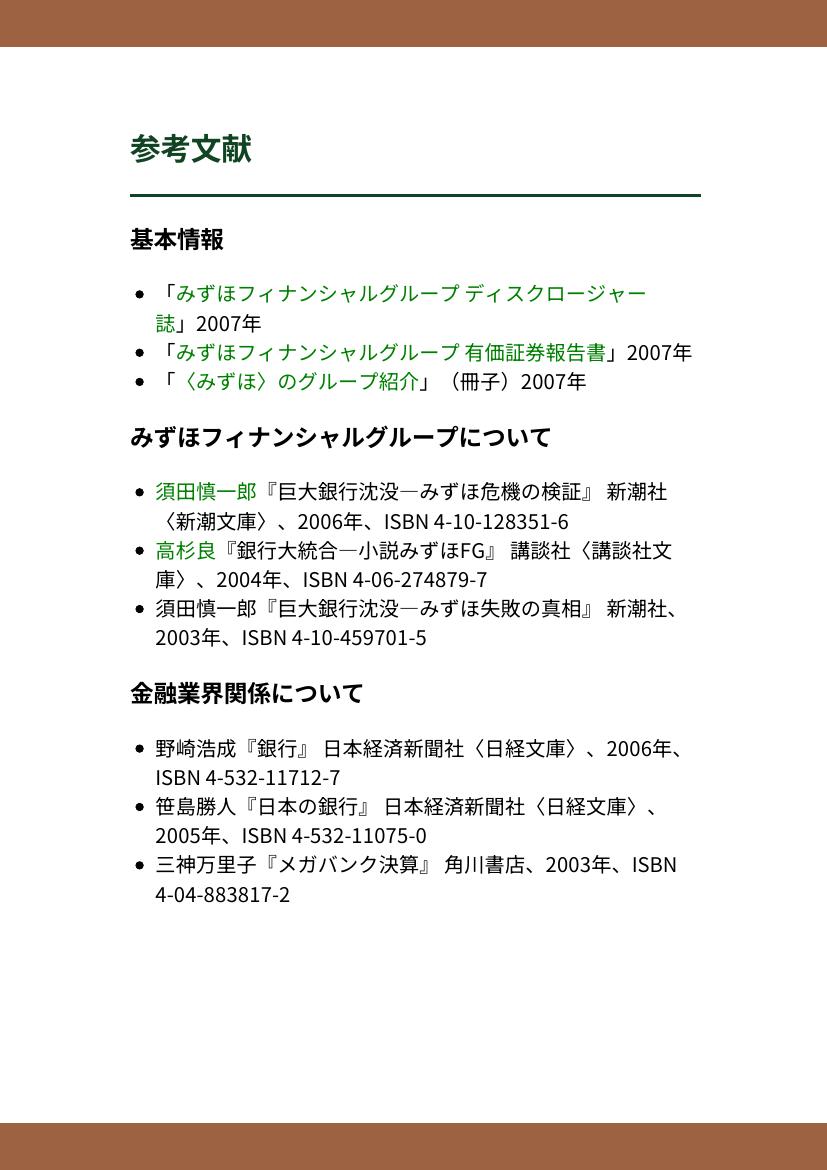 参考文献
基本情報
• 「みずほフィナンシャルグループ ディスクロージャー
誌」2007年
• 「みずほフィナンシャルグループ 有価証券報告書」2007年
• 「〈みずほ〉のグループ紹介」（冊子）2007年
みずほフィナンシャルグループについて
• 須田慎一郎『巨大銀行沈没―みずほ危機の検証』 新潮社
〈新潮文庫〉、2006年、ISBN 4-10-128351-6
• 高杉良『銀行大統合―小説みずほFG』 講談社〈講談社文
庫〉、2004年、ISBN 4-06-274879-7
• 須田慎一郎『巨大銀行沈没―みずほ失敗の真相』 新潮社、
2003年、ISBN 4-10-459701-5
金融業界関係について
• 野崎浩成『銀行』 日本経済新聞社〈日経文庫〉、2006年、
ISBN 4-532-11712-7
• 笹島勝人『日本の銀行』 日本経済新聞社〈日経文庫〉、
2005年、ISBN 4-532-11075-0
• 三神万里子『メガバンク決算』 角川書店、2003年、ISBN
4-04-883817-2